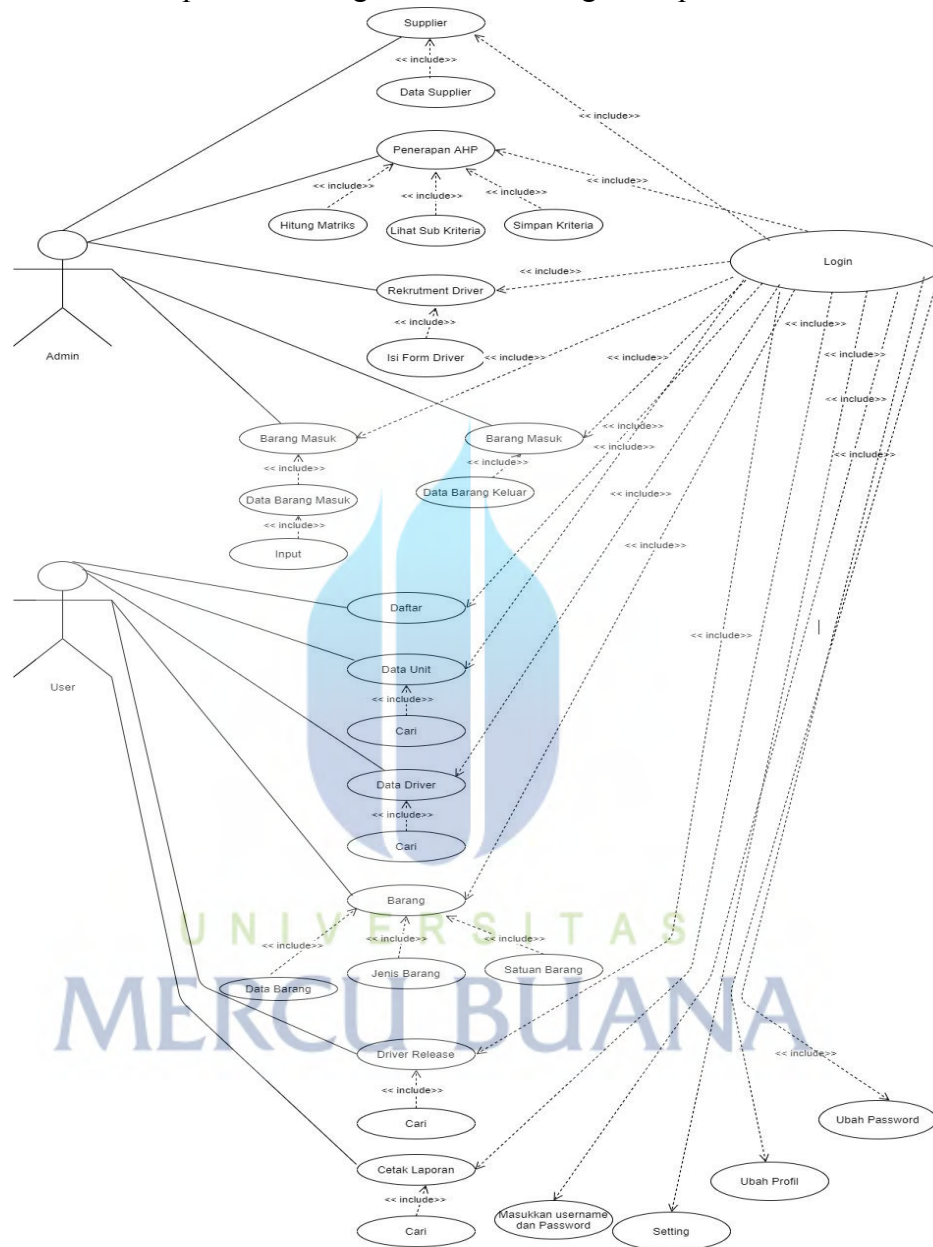 Supplier
<< include>>
Data Supplier
<< include>>
Penerapan AHP
<< include>>
<< include>>
<< include>>
<< include>>
Hitung Matriks
Lihat Sub Kriteria
Simpan Kriteria
Login
<< include>>
Rekrutment Driver
<< include>>
Isi Form Driver
Admin
<< include>>
<< include>>
<< include>>
<< include>>
<< include>>
Barang Masuk
Barang Masuk
<< include>>
<< include>>
<< include>>
<< include>>
<< include>>
<< include>>
Data Barang Masuk
Data Barang Keluar
<< include>>
Input
<< include>>
Daftar
<< include>>
Data Unit
User
<< include>>
Cari
Data Driver
<< include>>
Cari
Barang
UNIVERSITAS
<< include>>
<< include>>
<< include>>
Data Barang
Jenis Barang
Satuan Barang
MERCU BUANA
Driver Release
<< include>>
<< include>>
Cari
Ubah Password
Cetak Laporan
Ubah Profil
<< include>>
Masukkan username
dan Password
Setting
Cari